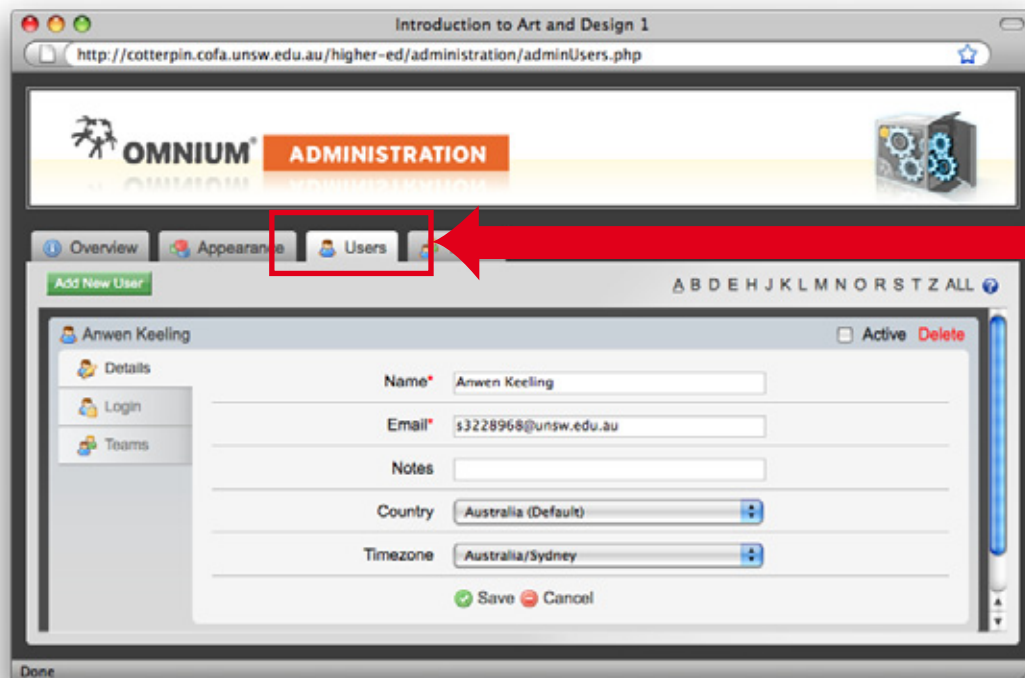 Introduction to Art and Design 1
http://cotterpin.cofa.unsw.edu.au/higher-ed/administration/adminUsers.php
OMNIUM® ADMINISTRATION
Overview Appearance Users
Add New User A B D E H J K L M N O R S T Z ALL ?
Anwen Keeling Active Delete
Details
Login
Teams
Name* Anwen Keeling
Email* s3228968@unsw.edu.au
Notes
Country Australia (Default)
Timezone Australia/Sydney
Save Cancel
Done